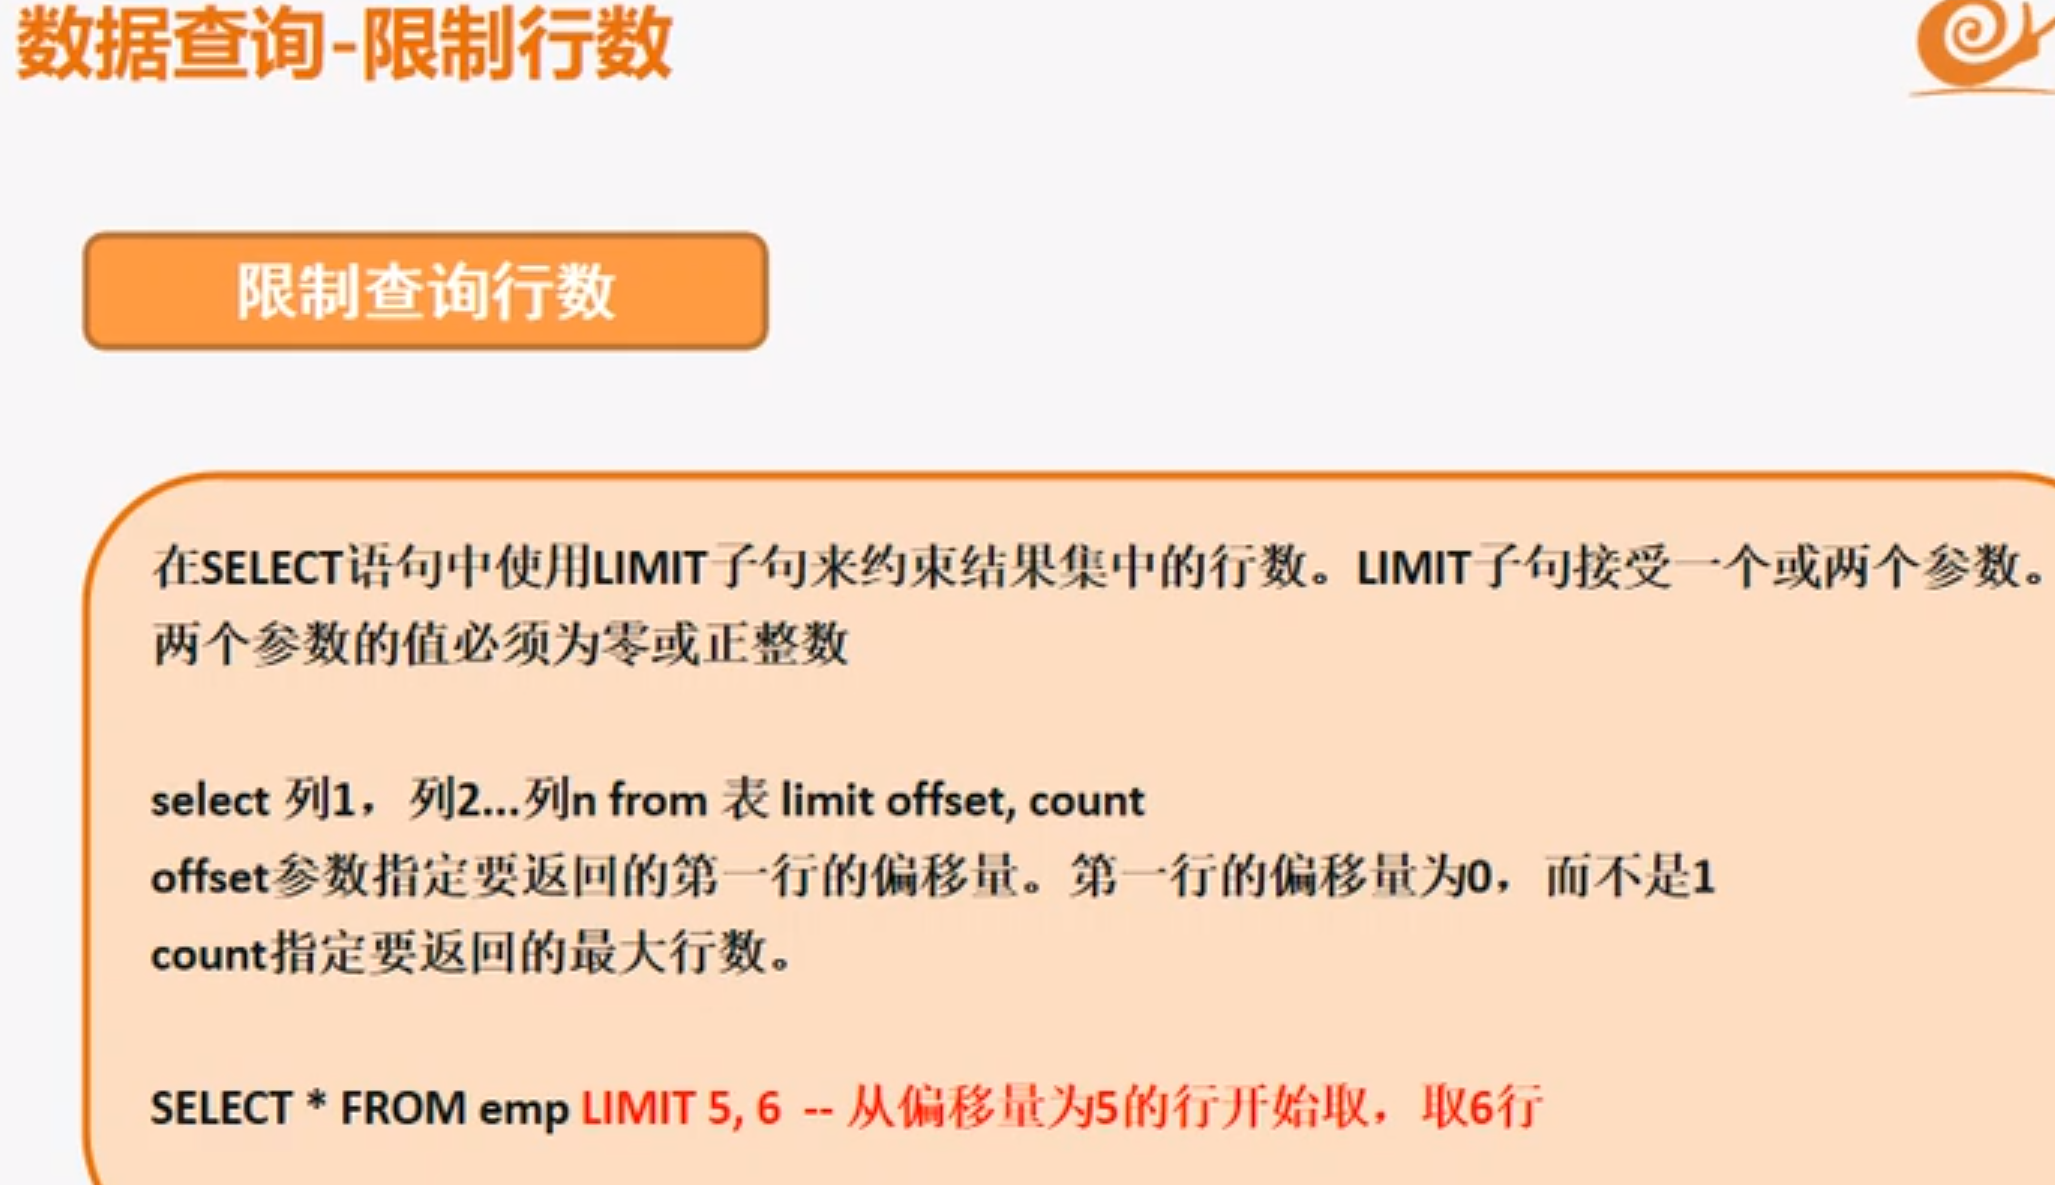 数据查询-限制行数
限制查询行数
在SELECT语句中使用LIMIT子句来约束结果集中的行数。LIMIT子句接受一个或两个参数。
两个参数的值必须为零或正整数
select 列1，列2...列n from 表 limit offset, count
offset参数指定要返回的第一行的偏移量。第一行的偏移量为0，而不是1
count指定要返回的最大行数。
SELECT * FROM emp LIMIT 5, 6 -- 从偏移量为5的行开始取，取6行